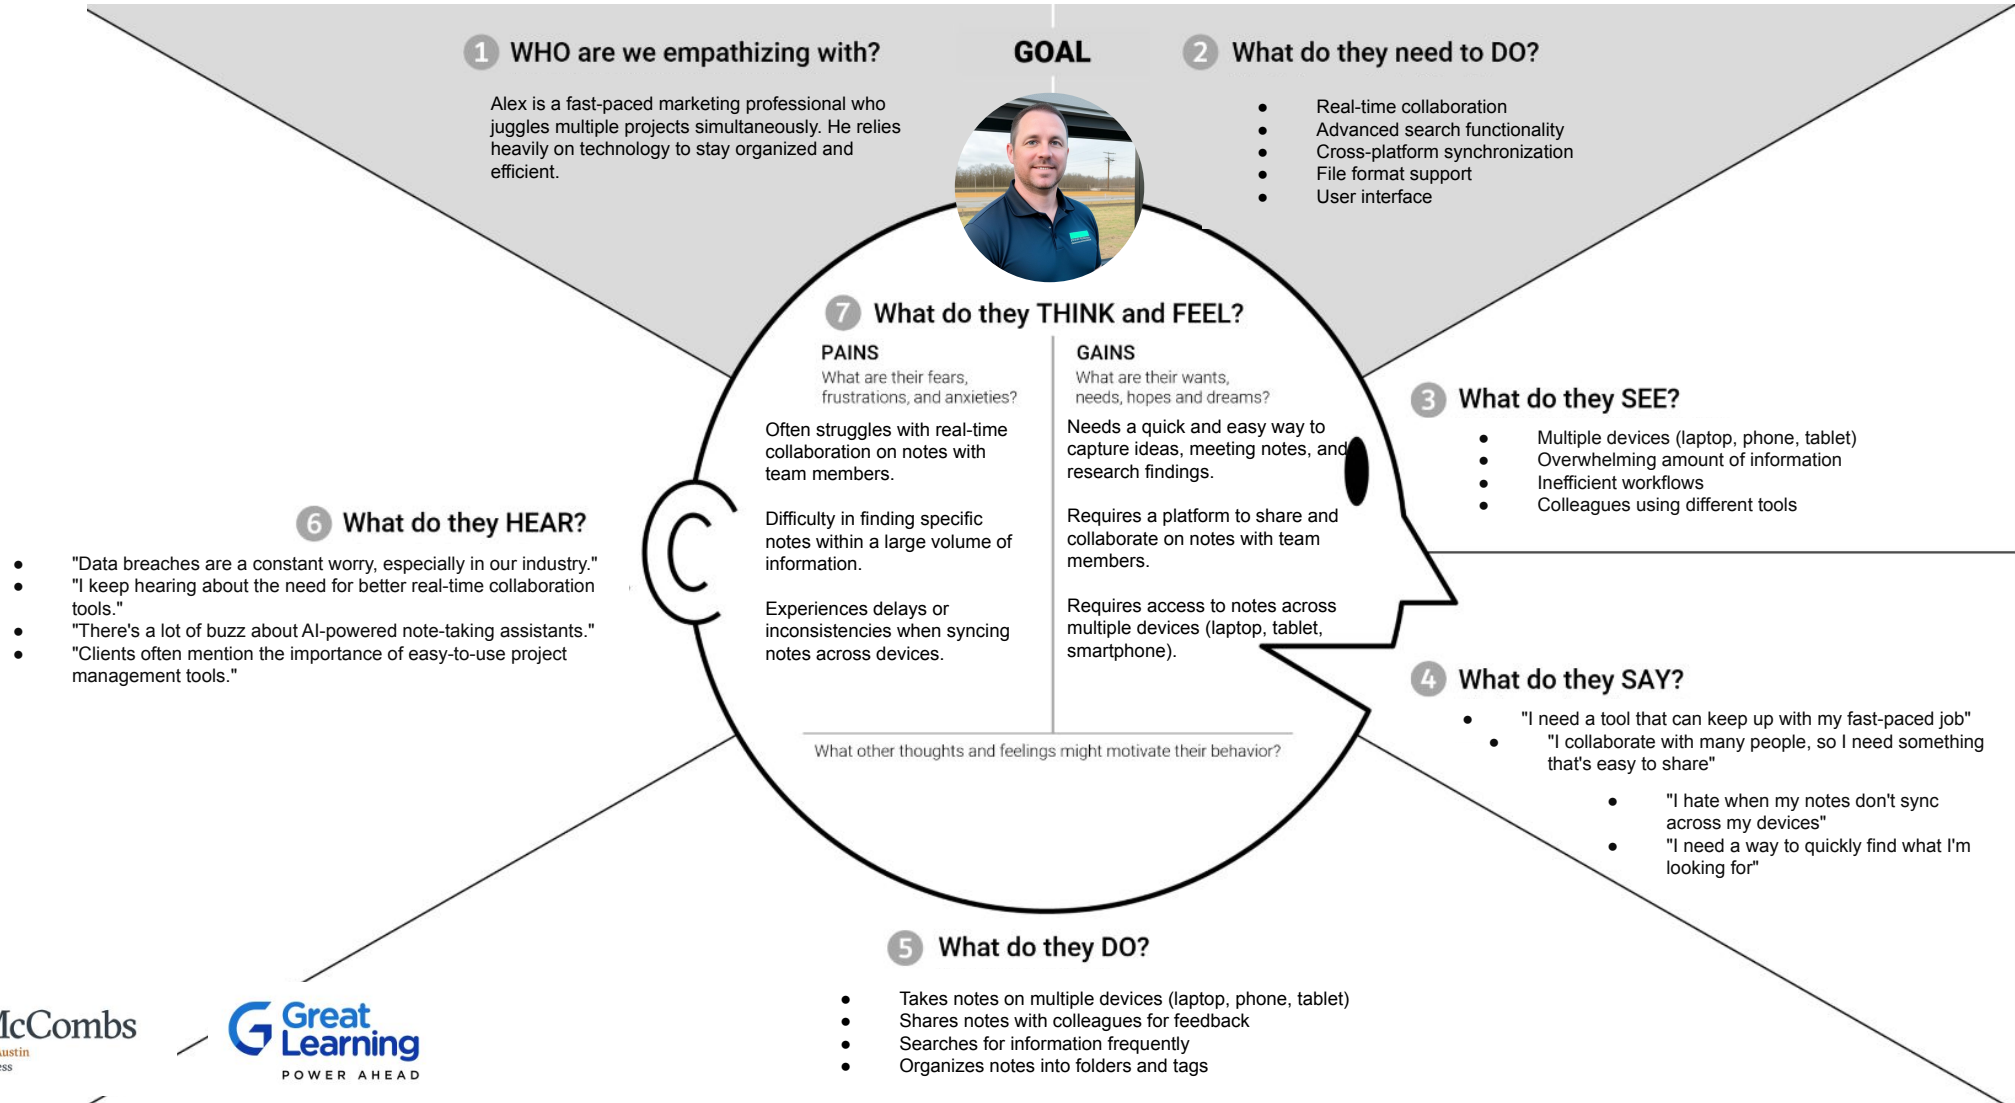 1 WHO are we empathizing with?
Alex is a fast-paced marketing professional who
juggles multiple projects simultaneously. He relies
heavily on technology to stay organized and
efficient.
GOAL
2 What do they need to DO?
● Real-time collaboration
● Advanced search functionality
● Cross-platform synchronization
● File format support
● User interface
3 What do they SEE?
● Multiple devices (laptop, phone, tablet)
● Overwhelming amount of information
● Inefficient workflows
● Colleagues using different tools
4 What do they SAY?
● "I need a tool that can keep up with my fast-paced job"
● "I collaborate with many people, so I need something
that's easy to share"
● "I hate when my notes don't sync
across my devices"
● "I need a way to quickly find what I'm
looking for"
5 What do they DO?
● Takes notes on multiple devices (laptop, phone, tablet)
● Shares notes with colleagues for feedback
● Searches for information frequently
● Organizes notes into folders and tags
6 What do they HEAR?
● "Data breaches are a constant worry, especially in our industry."
● "I keep hearing about the need for better real-time collaboration
tools."
● "There's a lot of buzz about AI-powered note-taking assistants."
● "Clients often mention the importance of easy-to-use project
management tools."
7 What do they THINK and FEEL?
PAINS
What are their fears,
frustrations, and anxieties?
Often struggles with real-time
collaboration on notes with
team members.
Difficulty in finding specific
notes within a large volume of
information.
Experiences delays or
inconsistencies when syncing
notes across devices.
GAINS
What are their wants,
needs, hopes and dreams?
Needs a quick and easy way to
capture ideas, meeting notes, and
research findings.
Requires a platform to share and
collaborate on notes with team
members.
Requires access to notes across
multiple devices (laptop, tablet,
smartphone).
What other thoughts and feelings might motivate their behavior?
Great
Learning
POWER AHEAD